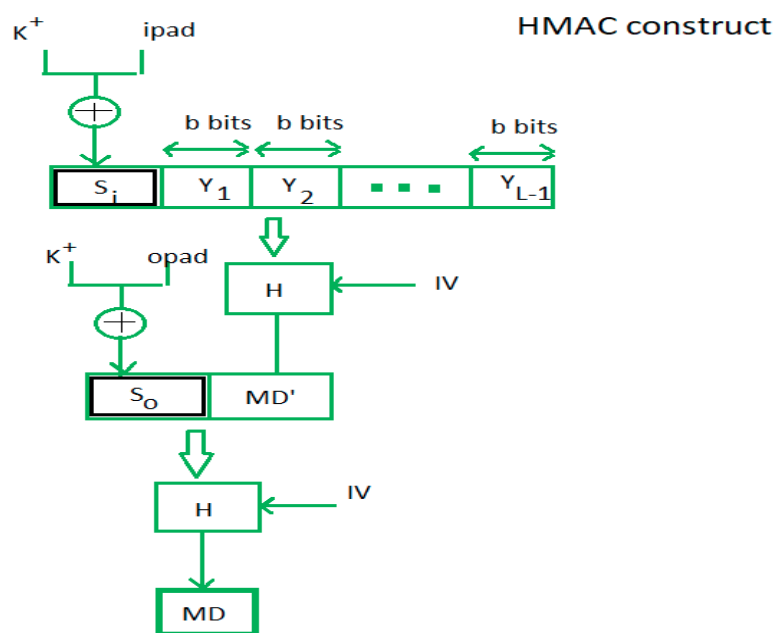 HMAC construct
K+ ipad
b bits b bits b bits
Si Y1 Y2 YL-1
K+ opad
H IV
So MD'
H IV
MD